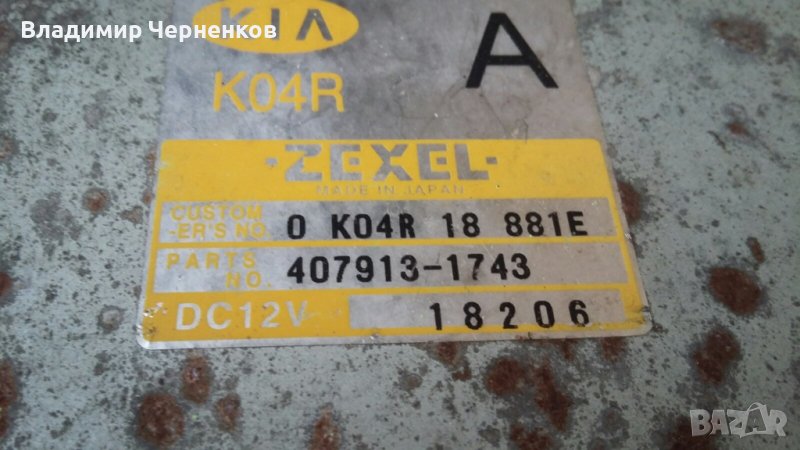 Владимир Черненков
KIA
A
K04R
·ZEXEL·
MADE IN JAPAN
CUSTOM
-ER'S NO. 0 K04R 18 881E
PARTS
NO. 407913-1743
DC12V 18206
BAZAR